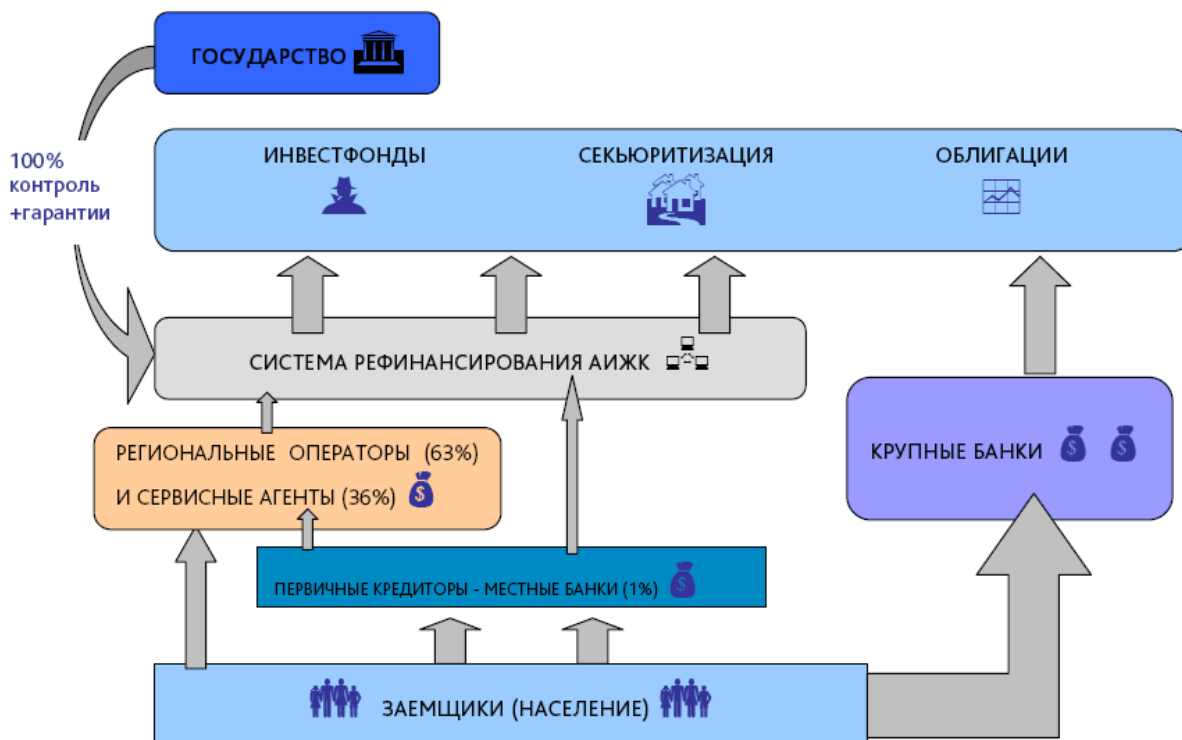 ГОСУДАРСТВО
ИНВЕСТФОНДЫ
СЕКЬЮРИТИЗАЦИЯ
ОБЛИГАЦИИ
100%
контроль
+гарантии
СИСТЕМА РЕФИНАНСИРОВАНИЯ АИЖК
РЕГИОНАЛЬНЫЕ ОПЕРАТОРЫ (63%)
И СЕРВИСНЫЕ АГЕНТЫ (36%)
КРУПНЫЕ БАНКИ
ПЕРВИЧНЫЕ КРЕДИТОРЫ - МЕСТНЫЕ БАНКИ (1%)
ЗАЕМЩИКИ (НАСЕЛЕНИЕ)